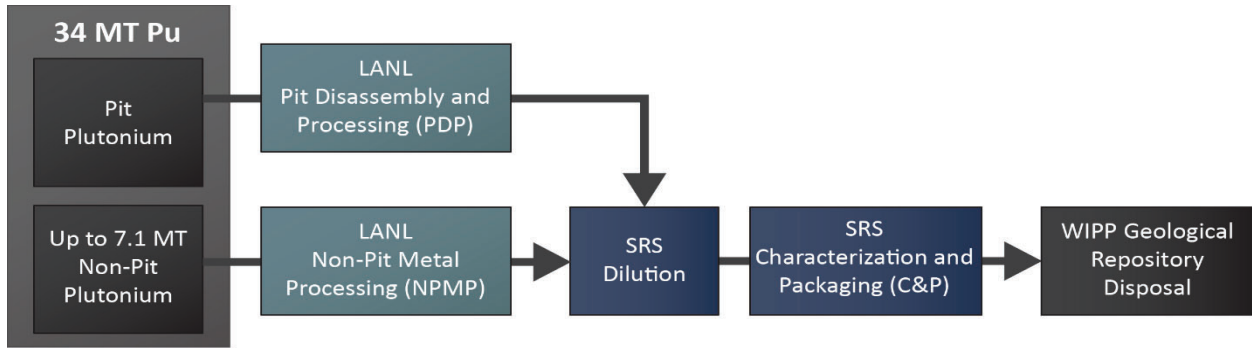 34 MT Pu
Pit
Plutonium
LANL
Pit Disassembly and
Processing (PDP)
Up to 7.1 MT
Non-Pit
Plutonium
LANL
Non-Pit Metal
Processing (NPMP)
SRS
Dilution
SRS
Characterization and
Packaging (C&P)
WIPP Geological
Repository
Disposal